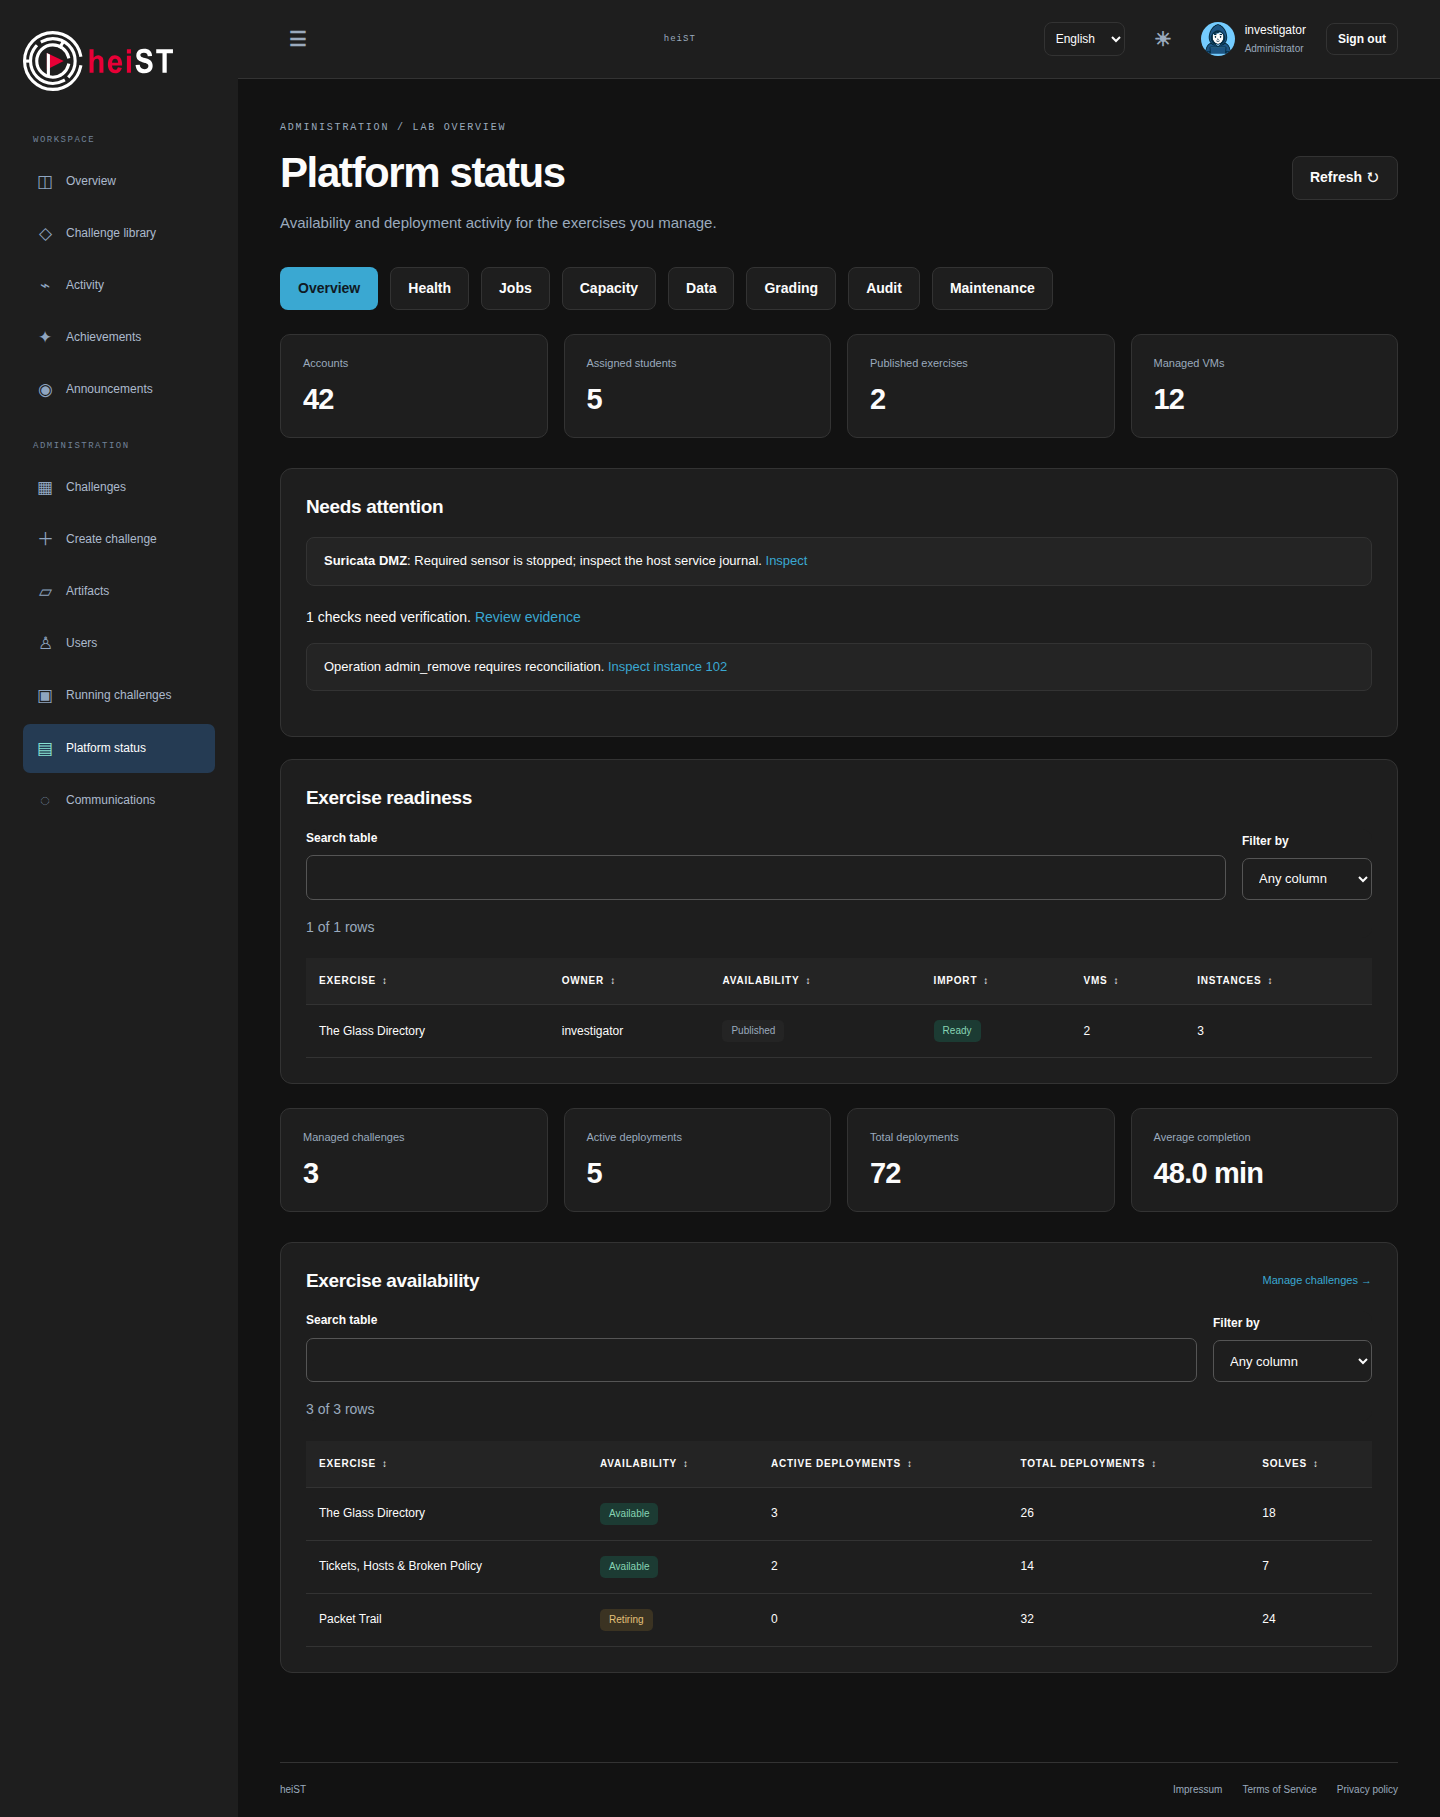 heiST
WORKSPACE
Overview
Challenge library
Activity
Achievements
Announcements
ADMINISTRATION
Challenges
Create challenge
Artifacts
Users
Running challenges
Platform status
Communications
heiST
English
investigator
Administrator
Sign out
ADMINISTRATION / LAB OVERVIEW
Platform status
Refresh ↻
Availability and deployment activity for the exercises you manage.
Overview Health Jobs Capacity Data Grading Audit Maintenance
Accounts
42
Assigned students
5
Published exercises
2
Managed VMs
12
Needs attention
Suricata DMZ: Required sensor is stopped; inspect the host service journal. Inspect
1 checks need verification. Review evidence
Operation admin_remove requires reconciliation. Inspect instance 102
Exercise readiness
Search table
Filter by
Any column
1 of 1 rows
EXERCISE ↕ OWNER ↕ AVAILABILITY ↕ IMPORT ↕ VMS ↕ INSTANCES ↕
The Glass Directory investigator Published Ready 2 3
Managed challenges
3
Active deployments
5
Total deployments
72
Average completion
48.0 min
Exercise availability
Manage challenges →
Search table
Filter by
Any column
3 of 3 rows
EXERCISE ↕ AVAILABILITY ↕ ACTIVE DEPLOYMENTS ↕ TOTAL DEPLOYMENTS ↕ SOLVES ↕
The Glass Directory Available 3 26 18
Tickets, Hosts & Broken Policy Available 2 14 7
Packet Trail Retiring 0 32 24
heiST
Impressum Terms of Service Privacy policy